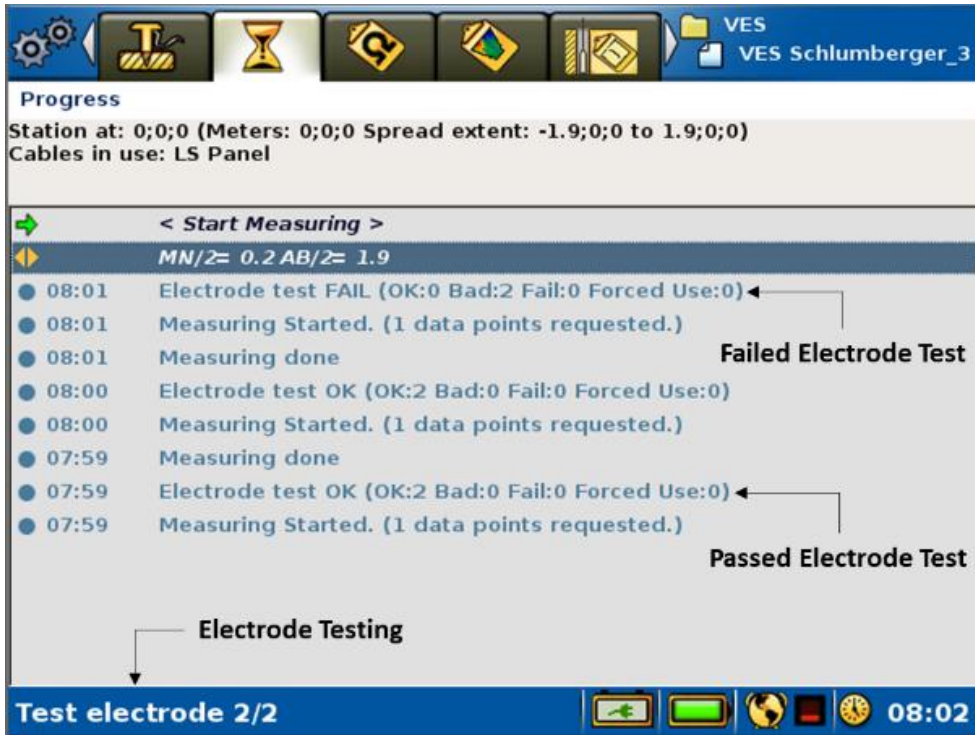 VES
VES Schlumberger_3
Progress
Station at: 0;0;0 (Meters: 0;0;0 Spread extent: -1.9;0;0 to 1.9;0;0)
Cables in use: LS Panel
< Start Measuring >
MN/2= 0.2 AB/2= 1.9
08:01 Electrode test FAIL (OK:0 Bad:2 Fail:0 Forced Use:0)
08:01 Measuring Started. (1 data points requested.)
Failed Electrode Test
08:01 Measuring done
08:00 Electrode test OK (OK:2 Bad:0 Fail:0 Forced Use:0)
08:00 Measuring Started. (1 data points requested.)
07:59 Measuring done
07:59 Electrode test OK (OK:2 Bad:0 Fail:0 Forced Use:0)
07:59 Measuring Started. (1 data points requested.)
Passed Electrode Test
Electrode Testing
Test electrode 2/2
08:02